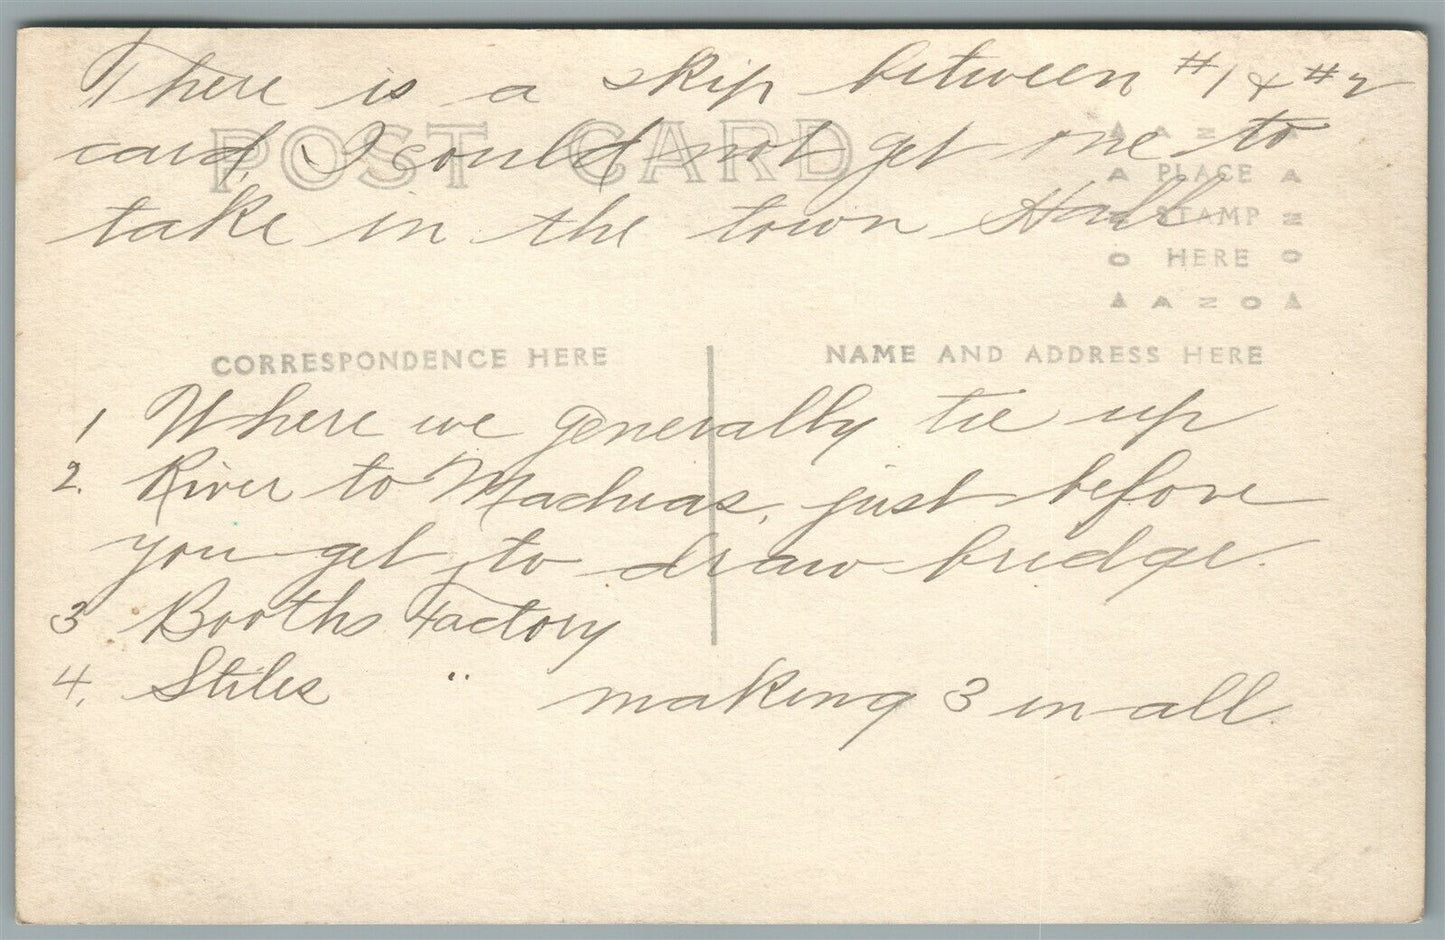 There is a skip between #1 & #2
card, I could not get one to
take in the town Hall
POST CARD
AZO
PLACE
STAMP
HERE
AZO
CORRESPONDENCE HERE
NAME AND ADDRESS HERE
1 Where we generally tie up
2. River to Machias, just before
you get to draw bridge.
3 Booths Factory
4. Stiles " making 3 in all.